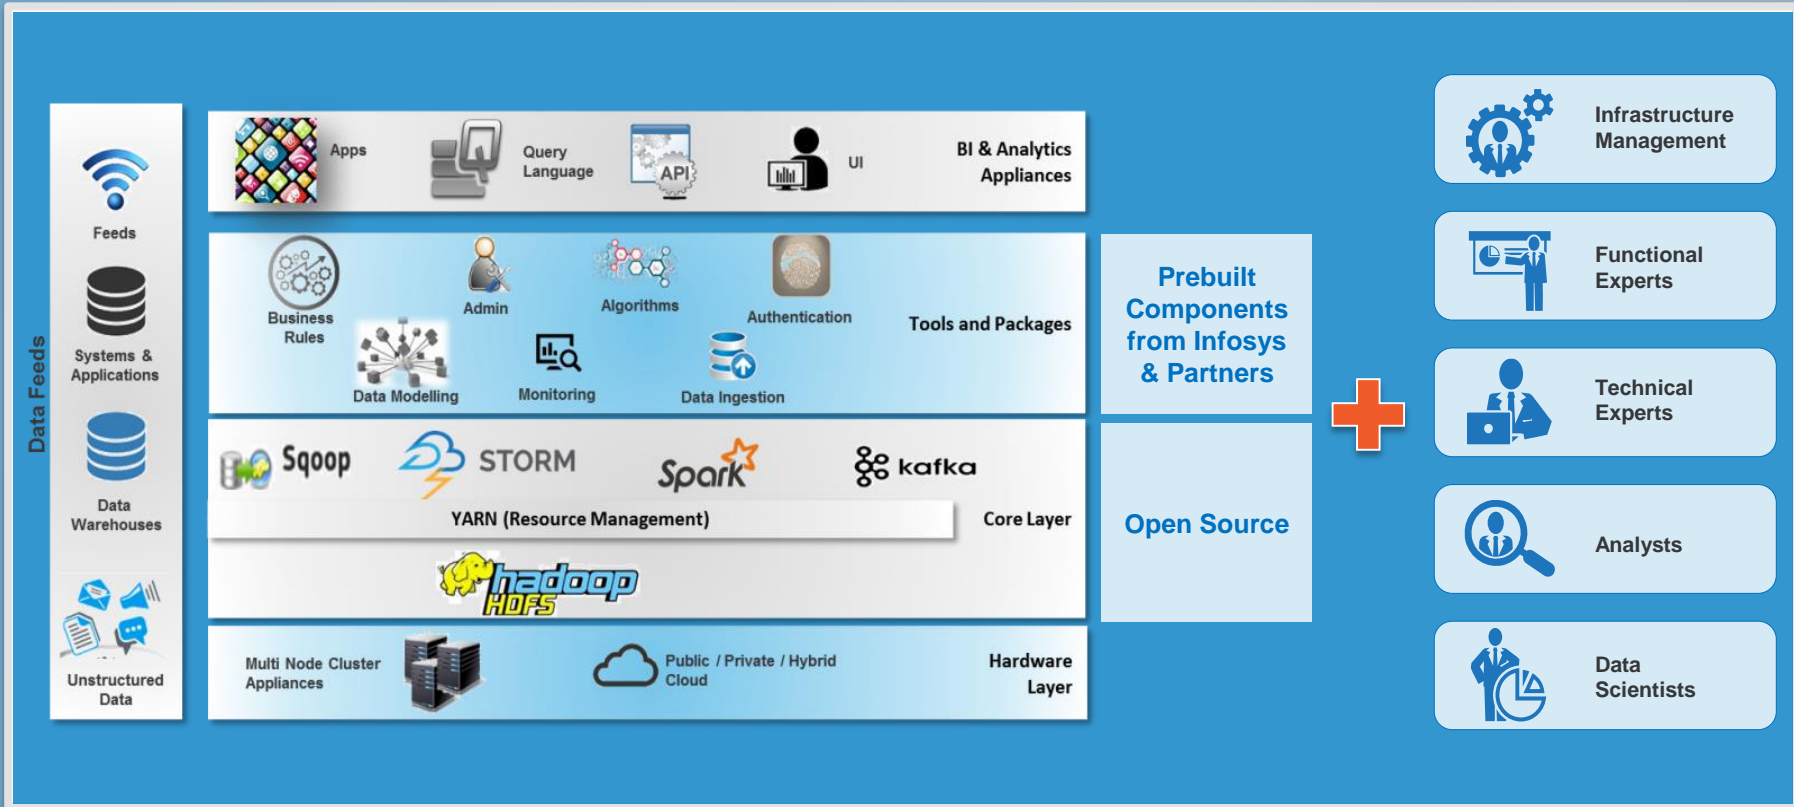 Data Feeds
Feeds
Systems &
Applications
Data
Warehouses
Unstructured
Data
Apps
Query
Language
API
UI
BI & Analytics
Appliances
Business
Rules
Admin
Algorithms
Authentication
Tools and Packages
Data Modelling
Monitoring
Data Ingestion
Sqoop
STORM
Spark
kafka
YARN (Resource Management)
Core Layer
hadoop
HDFS
Multi Node Cluster
Appliances
Public / Private / Hybrid
Cloud
Hardware
Layer
Prebuilt
Components
from Infosys
& Partners
Open Source
Infrastructure
Management
Functional
Experts
Technical
Experts
Analysts
Data
Scientists